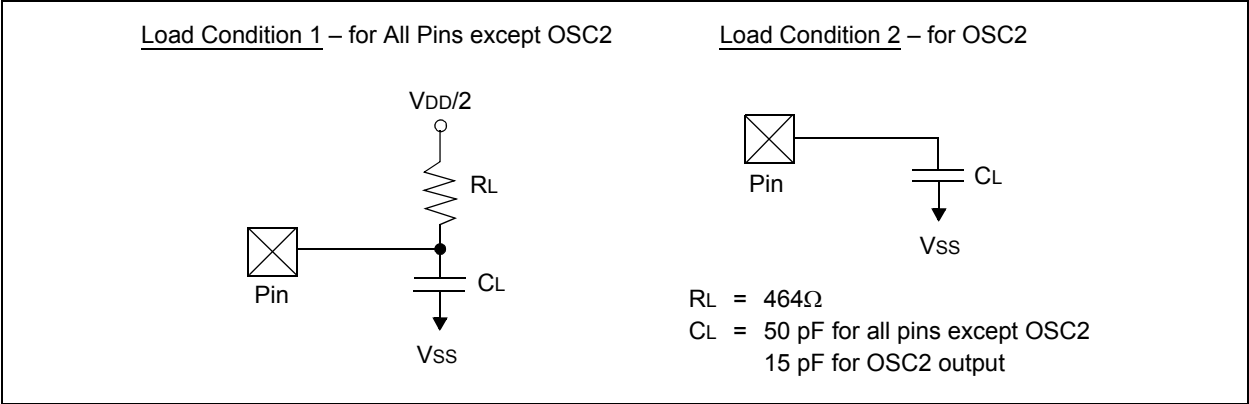 Load Condition 1 – for All Pins except OSC2
Load Condition 2 – for OSC2
VDD/2
RL
Pin
CL
VSS
Pin
CL
VSS
RL = 464Ω
CL = 50 pF for all pins except OSC2
15 pF for OSC2 output